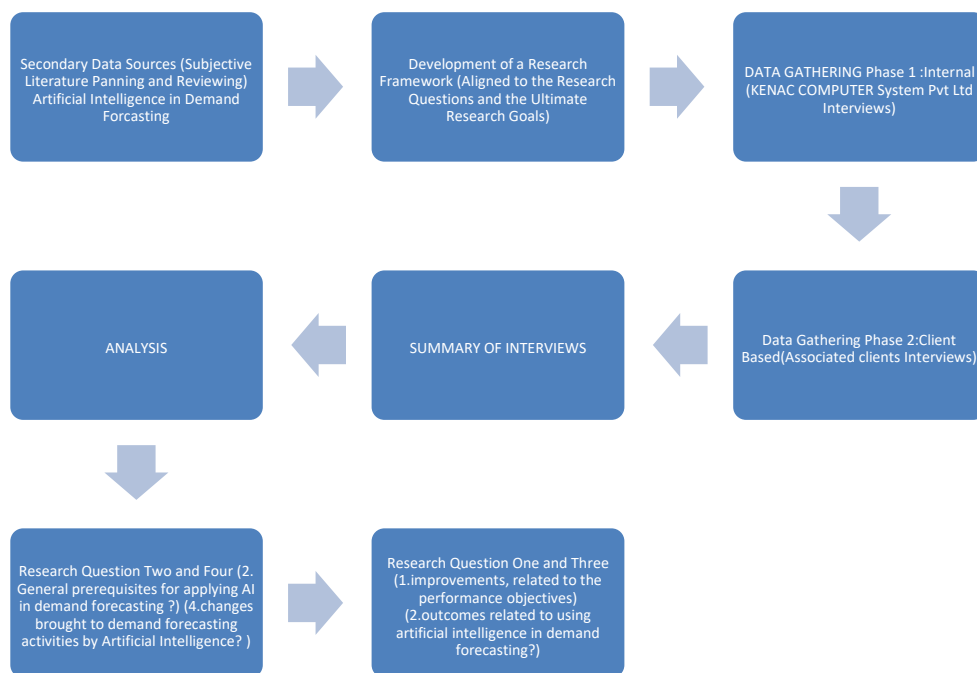 Secondary Data Sources (Subjective
Literature Panning and Reviewing)
Artificial Intelligence in Demand
Forcasting
Development of a Research
Framework (Aligned to the Research
Questions and the Ultimate
Research Goals)
DATA GATHERING Phase 1 :Internal
(KENAC COMPUTER System Pvt Ltd
Interviews)
Data Gathering Phase 2:Client
Based(Associated clients Interviews)
SUMMARY OF INTERVIEWS
ANALYSIS
Research Question Two and Four (2.
General prerequisites for applying AI
in demand forecasting ?) (4.changes
brought to demand forecasting
activities by Artificial Intelligence? )
Research Question One and Three
(1.improvements, related to the
performance objectives)
(2.outcomes related to using
artificial intelligence in demand
forecasting?)